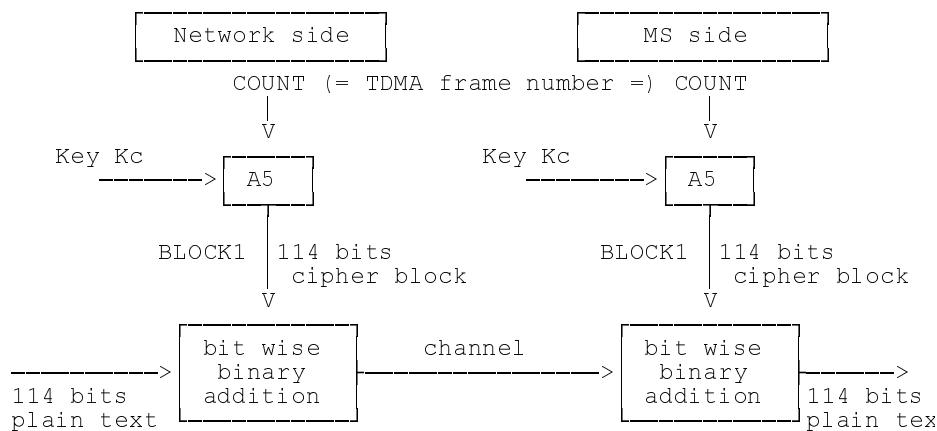 Network side MS side
COUNT (= TDMA frame number =) COUNT
V V
Key Kc Key Kc
> A5 > A5
BLOCK1 114 bits BLOCK1 114 bits
cipher block cipher block
V V
bit wise channel bit wise
> binary > binary >
114 bits addition addition 114 bits
plain text plain tex